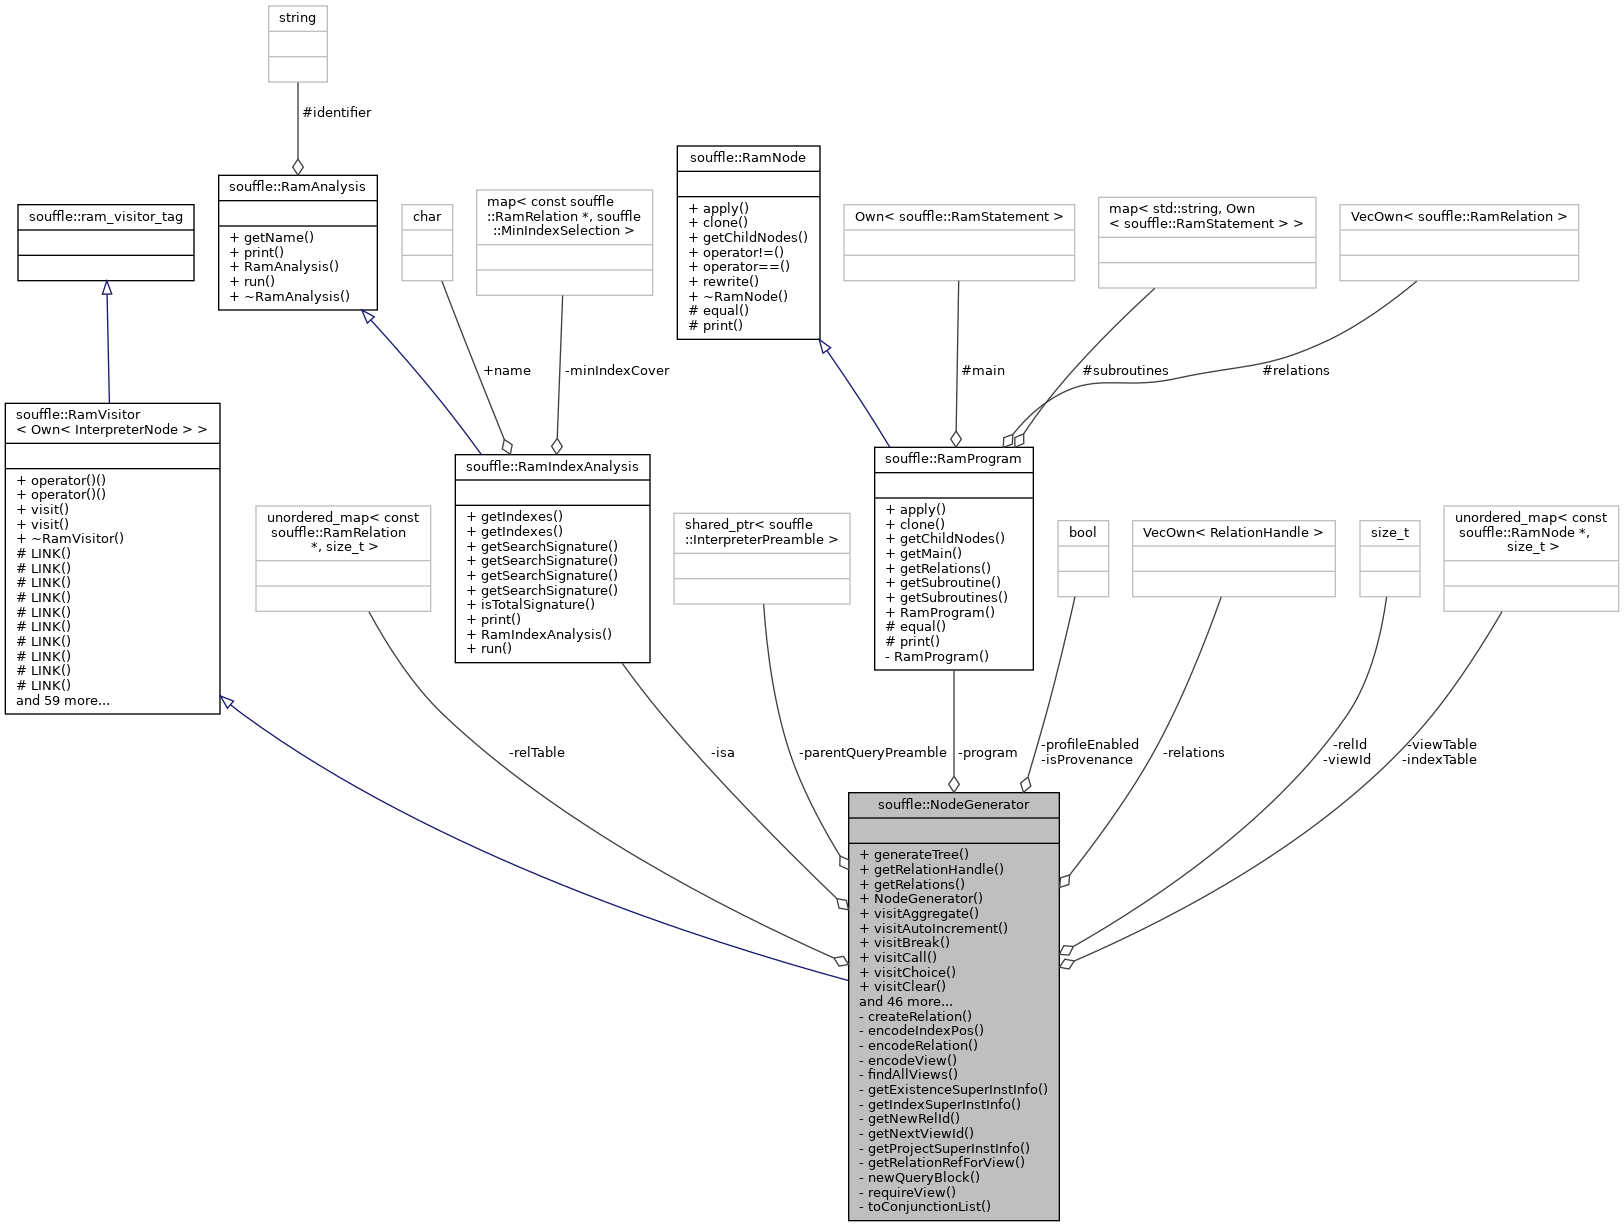 string
#identifier
souffle::RamAnalysis
+ getName()
+ print()
+ RamAnalysis()
+ run()
+ ~RamAnalysis()
souffle::ram_visitor_tag
char
map< const souffle
::RamRelation *, souffle
::MinIndexSelection >
souffle::RamNode
+ apply()
+ clone()
+ getChildNodes()
+ operator!=()
+ operator==()
+ rewrite()
+ ~RamNode()
# equal()
# print()
Own< souffle::RamStatement >
map< std::string, Own
< souffle::RamStatement > >
VecOwn< souffle::RamRelation >
+name
-minIndexCover
#main
#subroutines
#relations
souffle::RamVisitor
< Own< InterpreterNode > >
+ operator()()
+ operator()()
+ visit()
+ visit()
+ ~RamVisitor()
# LINK()
# LINK()
# LINK()
# LINK()
# LINK()
# LINK()
# LINK()
# LINK()
# LINK()
# LINK()
and 59 more...
unordered_map< const
souffle::RamRelation
*, size_t >
souffle::RamIndexAnalysis
+ getIndexes()
+ getIndexes()
+ getSearchSignature()
+ getSearchSignature()
+ getSearchSignature()
+ getSearchSignature()
+ isTotalSignature()
+ print()
+ RamIndexAnalysis()
+ run()
shared_ptr< souffle
::InterpreterPreamble >
souffle::RamProgram
+ apply()
+ clone()
+ getChildNodes()
+ getMain()
+ getRelations()
+ getSubroutine()
+ getSubroutines()
+ RamProgram()
# equal()
# print()
- RamProgram()
bool
VecOwn< RelationHandle >
size_t
unordered_map< const
souffle::RamNode *,
size_t >
-relTable
-isa
-parentQueryPreamble
-program
-profileEnabled
-isProvenance
-relations
-relId
-viewId
-viewTable
-indexTable
souffle::NodeGenerator
+ generateTree()
+ getRelationHandle()
+ getRelations()
+ NodeGenerator()
+ visitAggregate()
+ visitAutoIncrement()
+ visitBreak()
+ visitCall()
+ visitChoice()
+ visitClear()
and 46 more...
- createRelation()
- encodeIndexPos()
- encodeRelation()
- encodeView()
- findAllViews()
- getExistenceSuperInstInfo()
- getIndexSuperInstInfo()
- getNewRelId()
- getNextViewId()
- getProjectSuperInstInfo()
- getRelationRefForView()
- newQueryBlock()
- requireView()
- toConjunctionList()